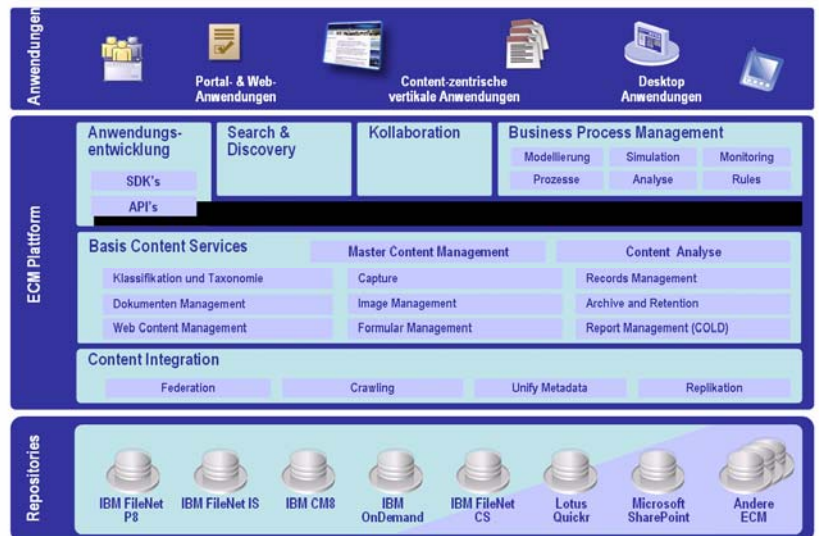 Anwendungen
Portal- & Web-
Anwendungen
Content-zentrische
vertikale Anwendungen
Desktop
Anwendungen
ECM Plattform
Anwendungs-
entwicklung
SDK's
API's
Search &
Discovery
Kollaboration
Business Process Management
Modellierung
Simulation
Monitoring
Prozesse
Analyse
Rules
Basis Content Services
Master Content Management
Content Analyse
Klassifikation und Taxonomie
Capture
Records Management
Dokumenten Management
Image Management
Archive and Retention
Web Content Management
Formular Management
Report Management (COLD)
Content Integration
Federation
Crawling
Unify Metadata
Replikation
Repositories
IBM FileNet
P8
IBM FileNet IS
IBM CM8
IBM
OnDemand
IBM FileNet
CS
Lotus
Quickr
Microsoft
SharePoint
Andere
ECM